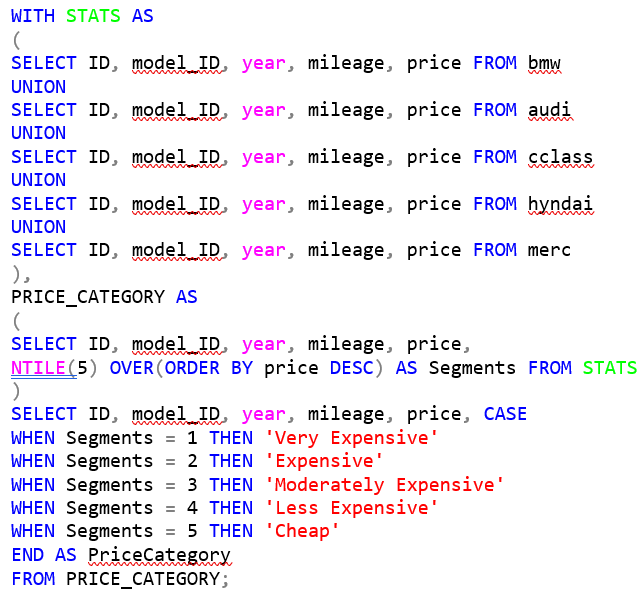 WITH STATS AS
(
SELECT ID, model_ID, year, mileage, price FROM bmw
UNION
SELECT ID, model_ID, year, mileage, price FROM audi
UNION
SELECT ID, model_ID, year, mileage, price FROM cclass
UNION
SELECT ID, model_ID, year, mileage, price FROM hyndai
UNION
SELECT ID, model_ID, year, mileage, price FROM merc
),
PRICE_CATEGORY AS
(
SELECT ID, model_ID, year, mileage, price,
NTILE(5) OVER(ORDER BY price DESC) AS Segments FROM STATS
)
SELECT ID, model_ID, year, mileage, price, CASE
WHEN Segments = 1 THEN 'Very Expensive'
WHEN Segments = 2 THEN 'Expensive'
WHEN Segments = 3 THEN 'Moderately Expensive'
WHEN Segments = 4 THEN 'Less Expensive'
WHEN Segments = 5 THEN 'Cheap'
END AS PriceCategory
FROM PRICE_CATEGORY;